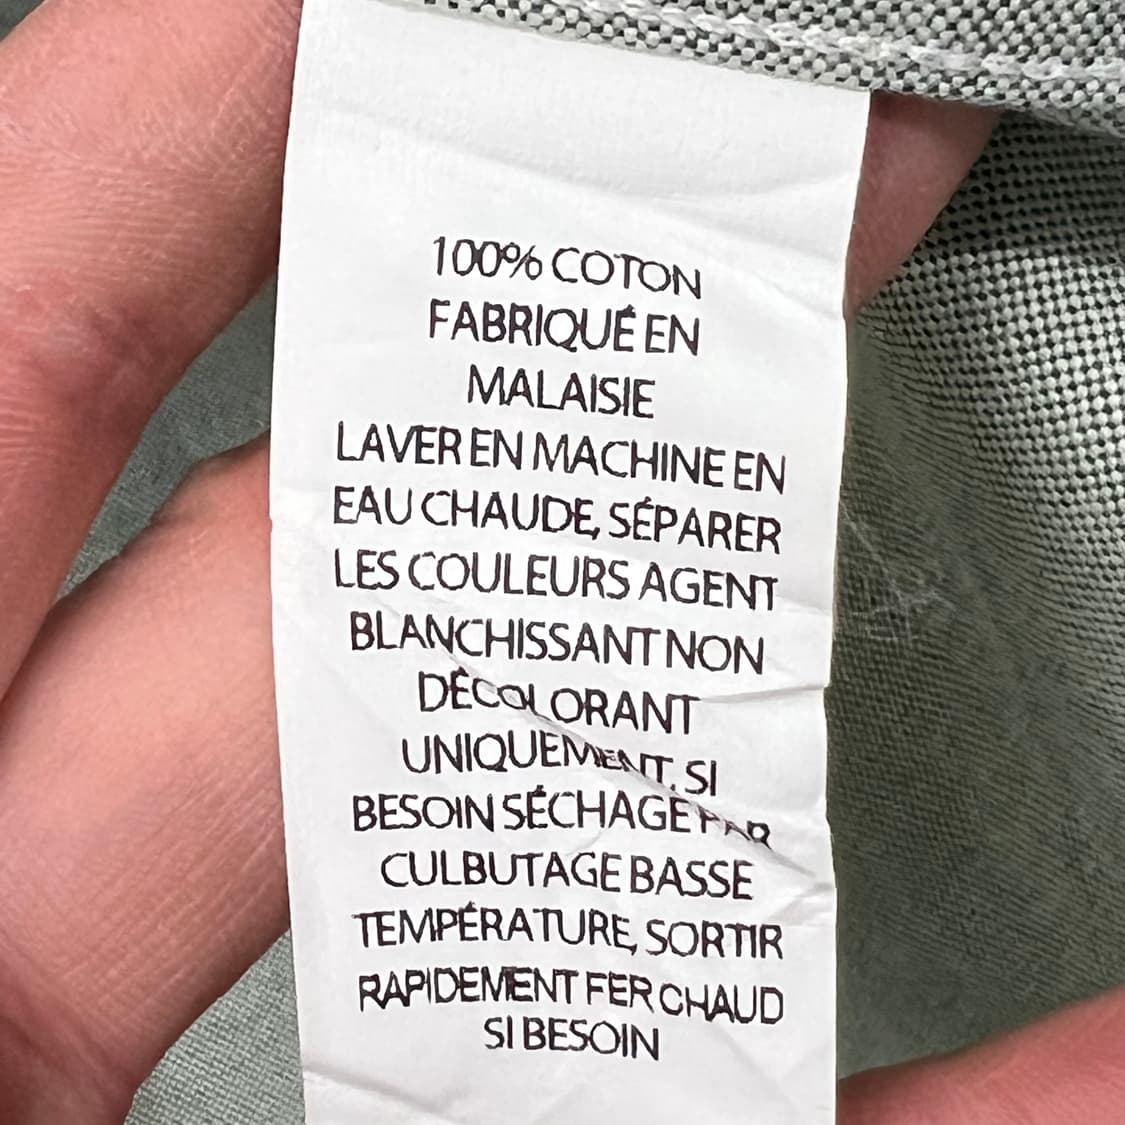 100% COTON
FABRIQUÉ EN
MALAISIE
LAVER EN MACHINE EN
EAU CHAUDE, SÉPARER
LES COULEURS AGENT
BLANCHISSANT NON
DÉCOLORANT
UNIQUEMENT, SI
BESOIN SÉCHAGE PAR
CULBUTAGE BASSE
TEMPÉRATURE, SORTIR
RAPIDEMENT FER CHAUD
SI BESOIN